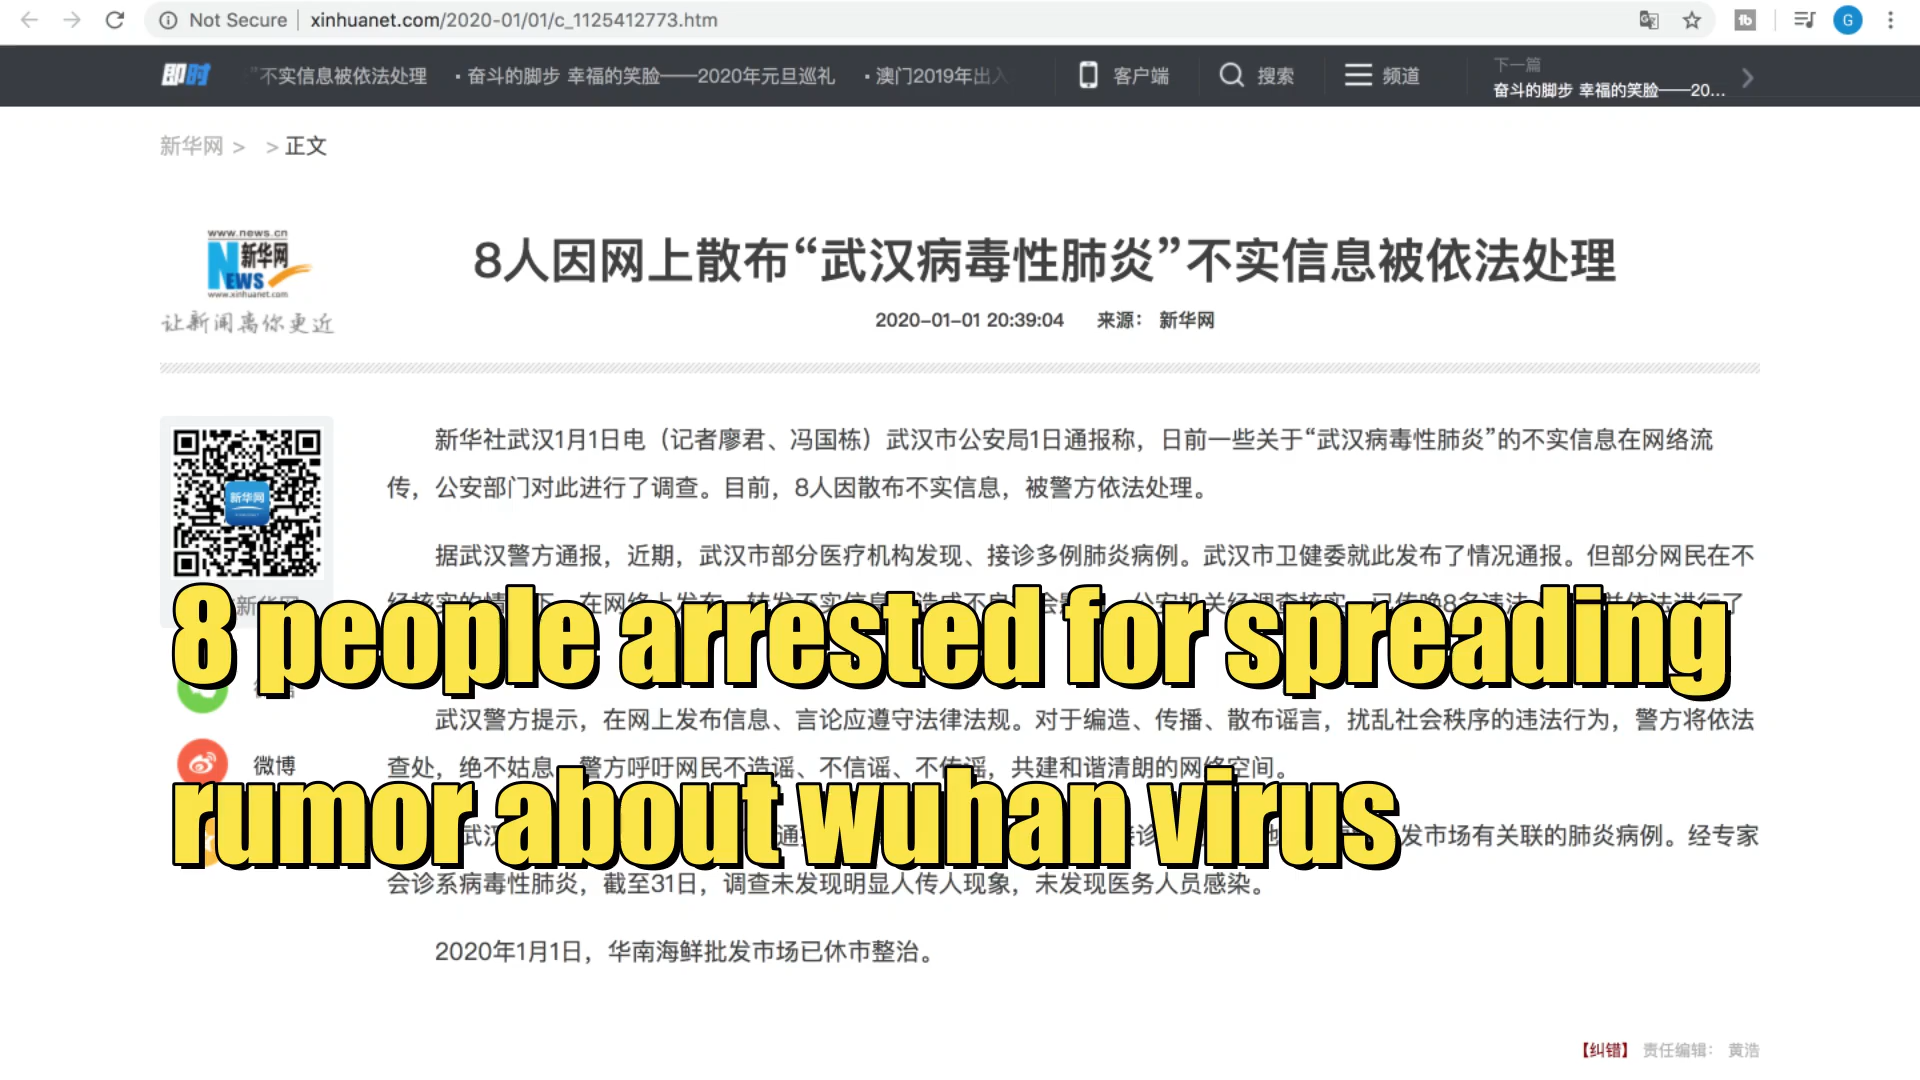 Not Secure | xinhuanet.com/2020-01/01/c_1125412773.htm
G
即时
”不实信息被依法处理 · 奋斗的脚步 幸福的笑脸——2020年元旦巡礼 · 澳门2019年出入
客户端
搜索
频道
下一篇
奋斗的脚步 幸福的笑脸——20...
新华网 > > 正文
www.news.cn
新华网
NEWS
www.xinhuanet.com
让新闻离你更近
8人因网上散布“武汉病毒性肺炎”不实信息被依法处理
2020-01-01 20:39:04 来源： 新华网
新华网
新华社武汉1月1日电（记者廖君、冯国栋）武汉市公安局1日通报称，日前一些关于“武汉病毒性肺炎”的不实信息在网络流
传，公安部门对此进行了调查。目前，8人因散布不实信息，被警方依法处理。
据武汉警方通报，近期，武汉市部分医疗机构发现、接诊多例肺炎病例。武汉市卫健委就此发布了情况通报。但部分网民在不
8 people arrested for spreading
武汉警方提示，在网上发布信息、言论应遵守法律法规。对于编造、传播、散布谣言，扰乱社会秩序的违法行为，警方将依法
微博
查处，绝不姑息。警方呼吁网民不造谣、不信谣、不传谣，共建和谐清朗的网络空间。
rumor about wuhan virus
发市场有关联的肺炎病例。经专家
会诊系病毒性肺炎，截至31日，调查未发现明显人传人现象，未发现医务人员感染。
2020年1月1日，华南海鲜批发市场已休市整治。
【纠错】 责任编辑： 黄浩